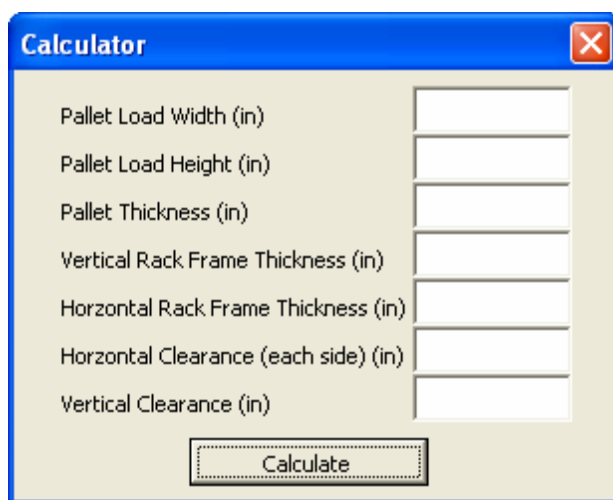 Calculator
Pallet Load Width (in)
Pallet Load Height (in)
Pallet Thickness (in)
Vertical Rack Frame Thickness (in)
Horzontal Rack Frame Thickness (in)
Horzontal Clearance (each side) (in)
Vertical Clearance (in)
Calculate